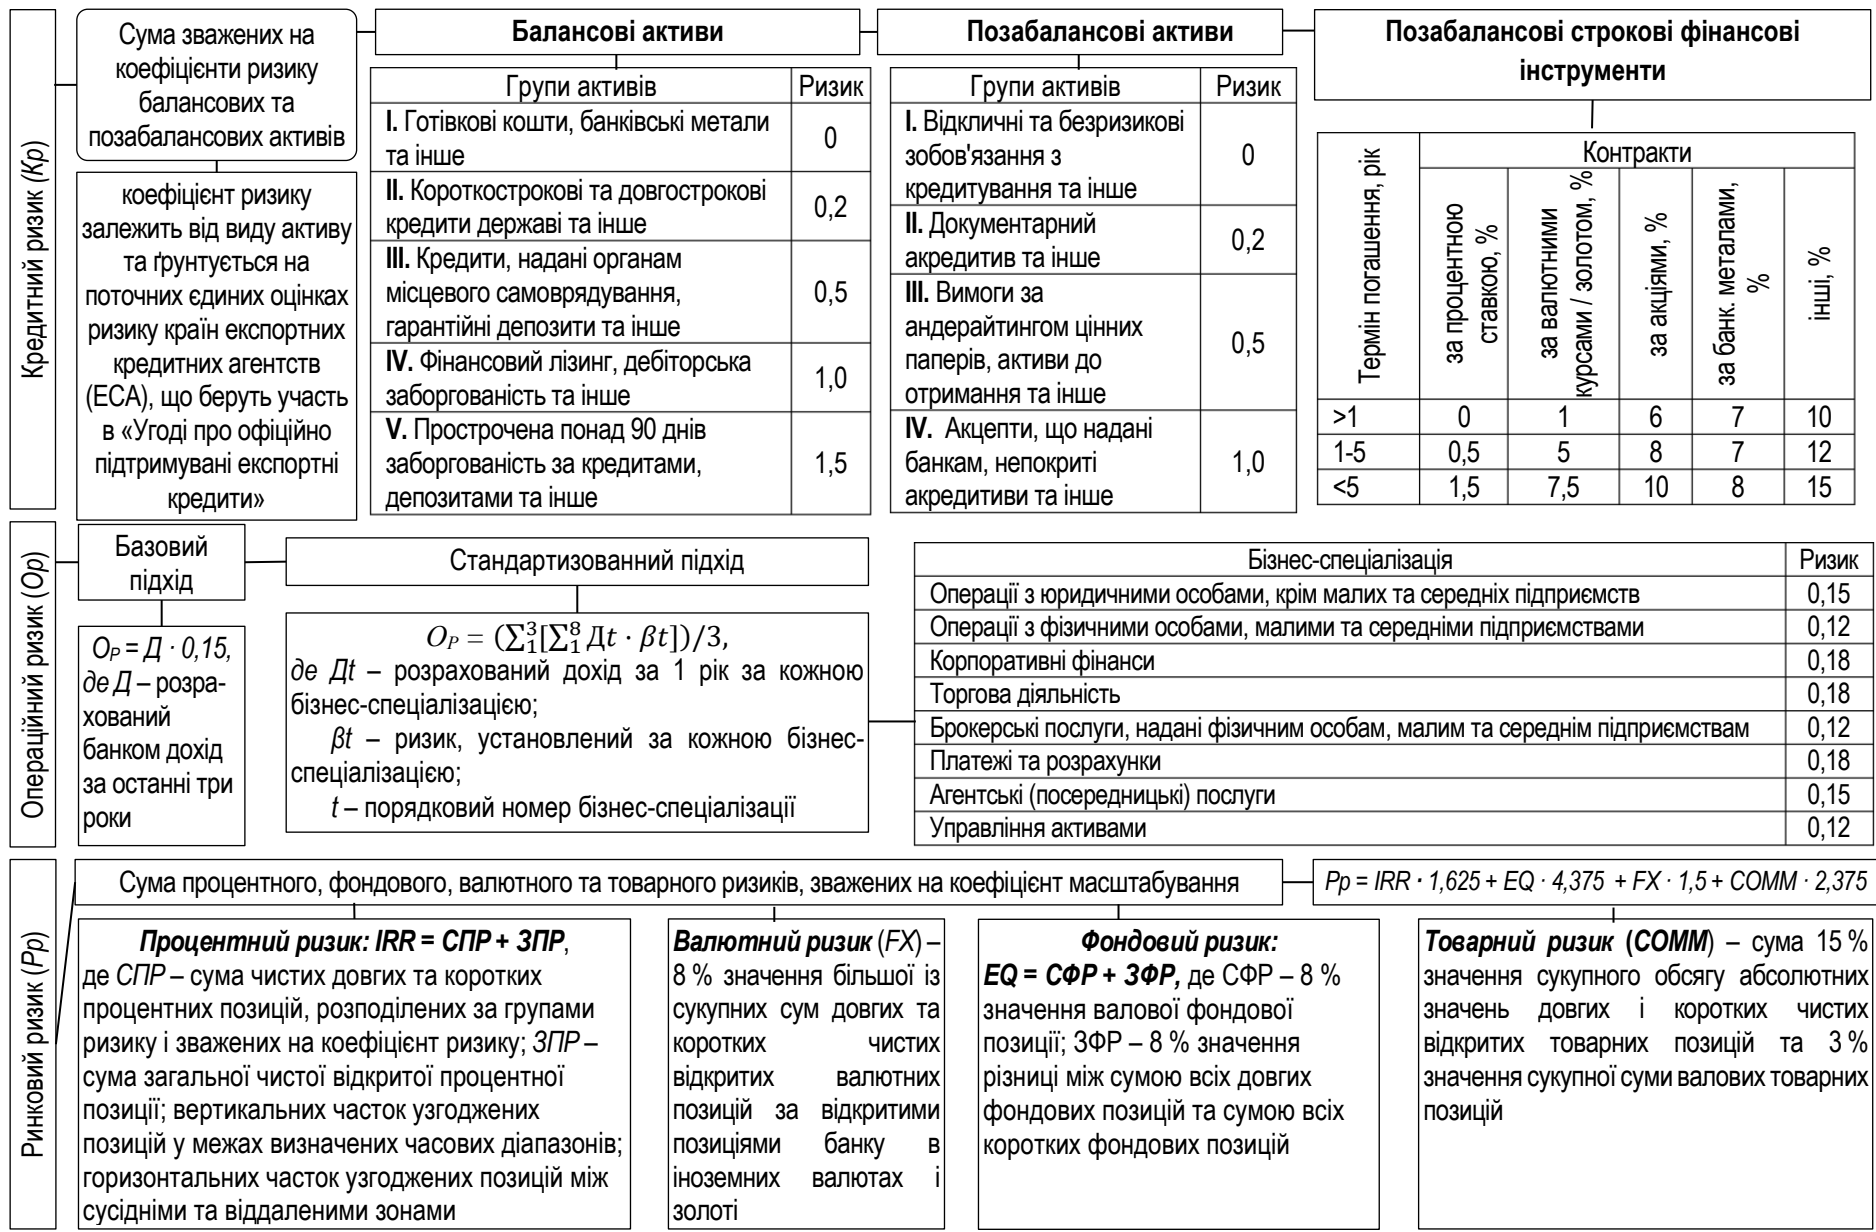 Кредитний ризик (Кр)
Сума зважених на
коефіцієнти ризику
балансових та
позабалансових активів
коефіцієнт ризику
залежить від виду активу
та ґрунтується на
поточних єдиних оцінках
ризику країн експортних
кредитних агентств
(ECA), що беруть участь
в «Угоді про офіційно
підтримувані експортні
кредити»
Балансові активи
Групи активів Ризик
I. Готівкові кошти, банківські метали
та інше
0
II. Короткострокові та довгострокові
кредити державі та інше
0,2
III. Кредити, надані органам
місцевого самоврядування,
гарантійні депозити та інше
0,5
IV. Фінансовий лізинг, дебіторська
заборгованість та інше
1,0
V. Прострочена понад 90 днів
заборгованість за кредитами,
депозитами та інше
1,5
Позабалансові активи
Групи активів Ризик
I. Відкличні та безризикові
зобов'язання з
кредитування та інше
0
II. Документарний
акредитив та інше
0,2
III. Вимоги за
андерайтингом цінних
паперів, активи до
отримання та інше
0,5
IV. Акцепти, що надані
банкам, непокриті
акредитиви та інше
1,0
Позабалансові строкові фінансові
інструменти
Термін погашення, рік
Контракти
за процентною
ставкою, %
за валютними
курсами / золотом, %
за акціями, %
за банк. металами,
%
інші, %
>1 0 1 6 7 10
1-5 0,5 5 8 7 12
<5 1,5 7,5 10 8 15
Операційний ризик (Ор)
Базовий
підхід
OP = Д · 0,15,
де Д – розра-
хований
банком дохід
за останні три
роки
Стандартизованний підхід
OP = (∑₁³[∑₁⁸ Дt · βt])/3,
де Дt – розрахований дохід за 1 рік за кожною
бізнес-спеціалізацією;
βt – ризик, установлений за кожною бізнес-
спеціалізацією;
t – порядковий номер бізнес-спеціалізації
Бізнес-спеціалізація Ризик
Операції з юридичними особами, крім малих та середніх підприємств 0,15
Операції з фізичними особами, малими та середніми підприємствами 0,12
Корпоративні фінанси 0,18
Торгова діяльність 0,18
Брокерські послуги, надані фізичним особам, малим та середнім підприємствам 0,12
Платежі та розрахунки 0,18
Агентські (посередницькі) послуги 0,15
Управління активами 0,12
Ринковий ризик (Рр)
Сума процентного, фондового, валютного та товарного ризиків, зважених на коефіцієнт масштабування
Рр = IRR · 1,625 + EQ · 4,375 + FX · 1,5 + COMM · 2,375
Процентний ризик: IRR = СПР + ЗПР,
де СПР – сума чистих довгих та коротких
процентних позицій, розподілених за групами
ризику і зважених на коефіцієнт ризику; ЗПР –
сума загальної чистої відкритої процентної
позиції; вертикальних часток узгоджених
позицій у межах визначених часових діапазонів;
горизонтальних часток узгоджених позицій між
сусідніми та віддаленими зонами
Валютний ризик (FX) –
8 % значення більшої із
сукупних сум довгих та
коротких чистих
відкритих валютних
позицій за відкритими
позиціями банку в
іноземних валютах і
золоті
Фондовий ризик:
EQ = СФР + ЗФР, де СФР – 8 %
значення валової фондової
позиції; ЗФР – 8 % значення
різниці між сумою всіх довгих
фондових позицій та сумою всіх
коротких фондових позицій
Товарний ризик (COMM) – сума 15 %
значення сукупного обсягу абсолютних
значень довгих і коротких чистих
відкритих товарних позицій та 3 %
значення сукупної суми валових товарних
позицій